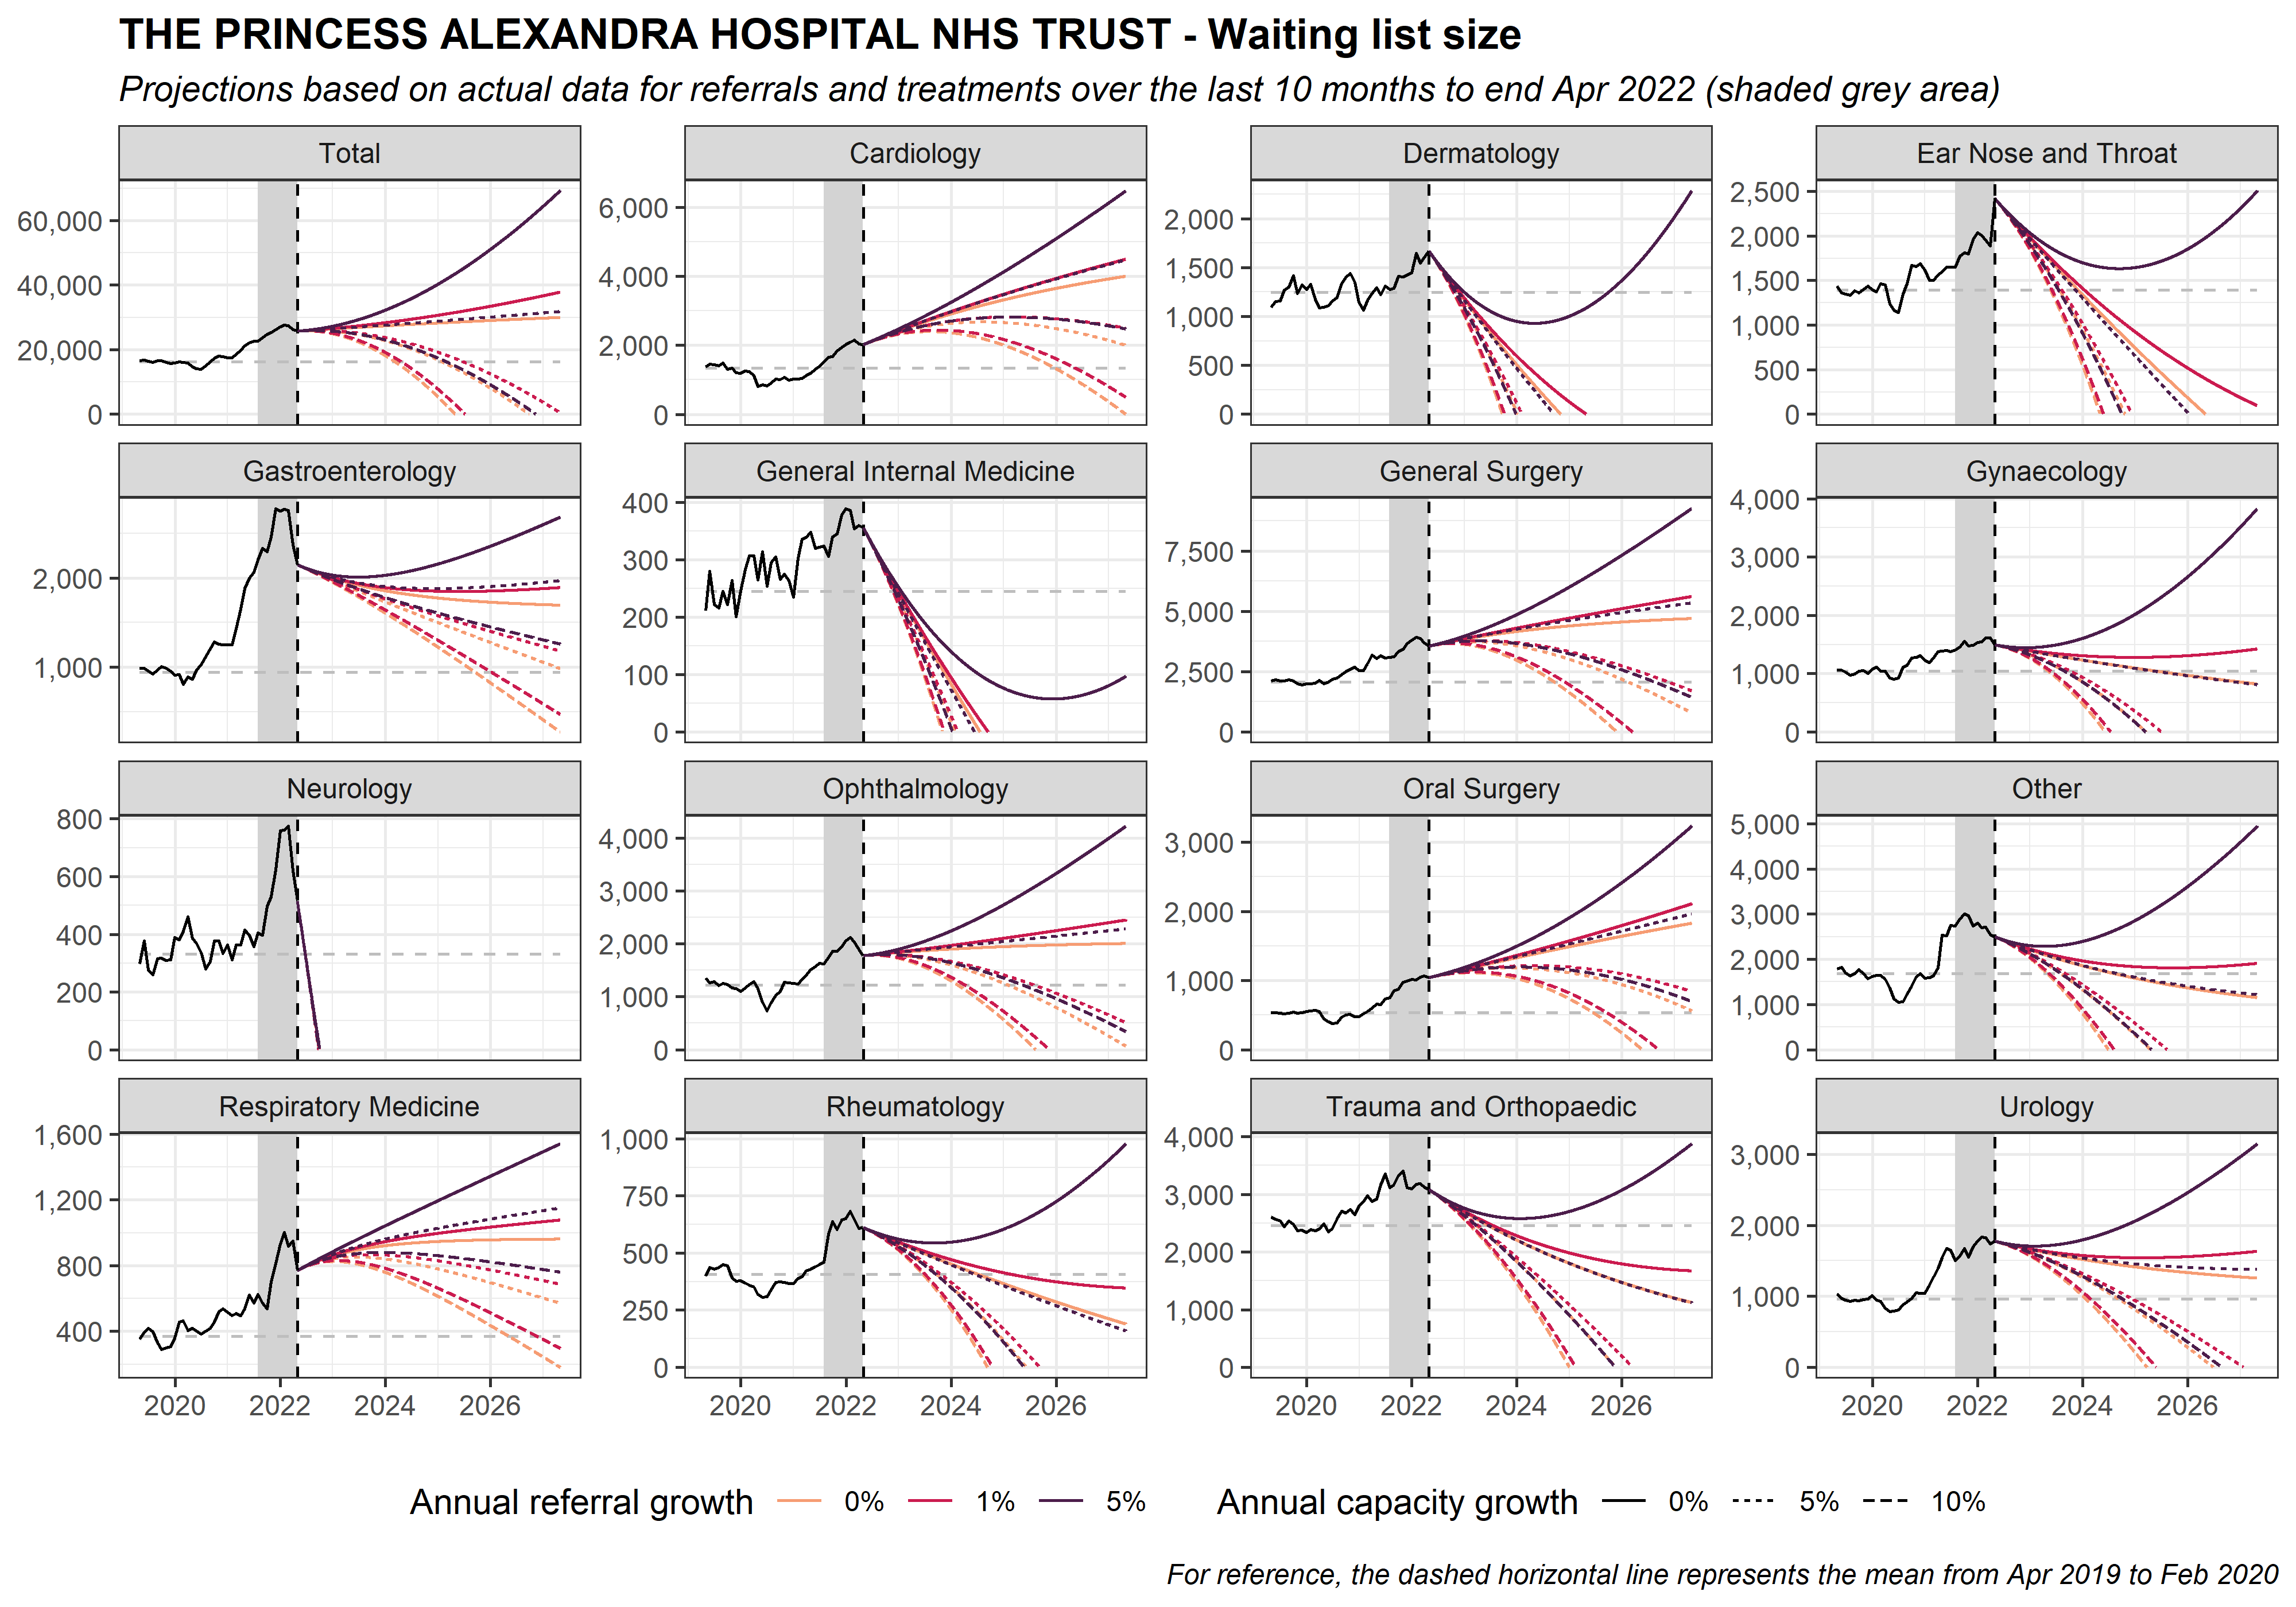 THE PRINCESS ALEXANDRA HOSPITAL NHS TRUST - Waiting list size
Projections based on actual data for referrals and treatments over the last 10 months to end Apr 2022 (shaded grey area)
Total
60,000
40,000
20,000
0
Cardiology
6,000
4,000
2,000
0
Dermatology
2,000
1,500
1,000
500
0
Ear Nose and Throat
2,500
2,000
1,500
1,000
500
0
Gastroenterology
2,000
1,000
General Internal Medicine
400
300
200
100
0
General Surgery
7,500
5,000
2,500
0
Gynaecology
4,000
3,000
2,000
1,000
0
Neurology
800
600
400
200
0
Ophthalmology
4,000
3,000
2,000
1,000
0
Oral Surgery
3,000
2,000
1,000
0
Other
5,000
4,000
3,000
2,000
1,000
0
Respiratory Medicine
1,600
1,200
800
400
2020 2022 2024 2026
Rheumatology
1,000
750
500
250
0
2020 2022 2024 2026
Trauma and Orthopaedic
4,000
3,000
2,000
1,000
0
2020 2022 2024 2026
Urology
3,000
2,000
1,000
0
2020 2022 2024 2026
Annual referral growth 0% 1% 5%
Annual capacity growth 0% 5% 10%
For reference, the dashed horizontal line represents the mean from Apr 2019 to Feb 2020